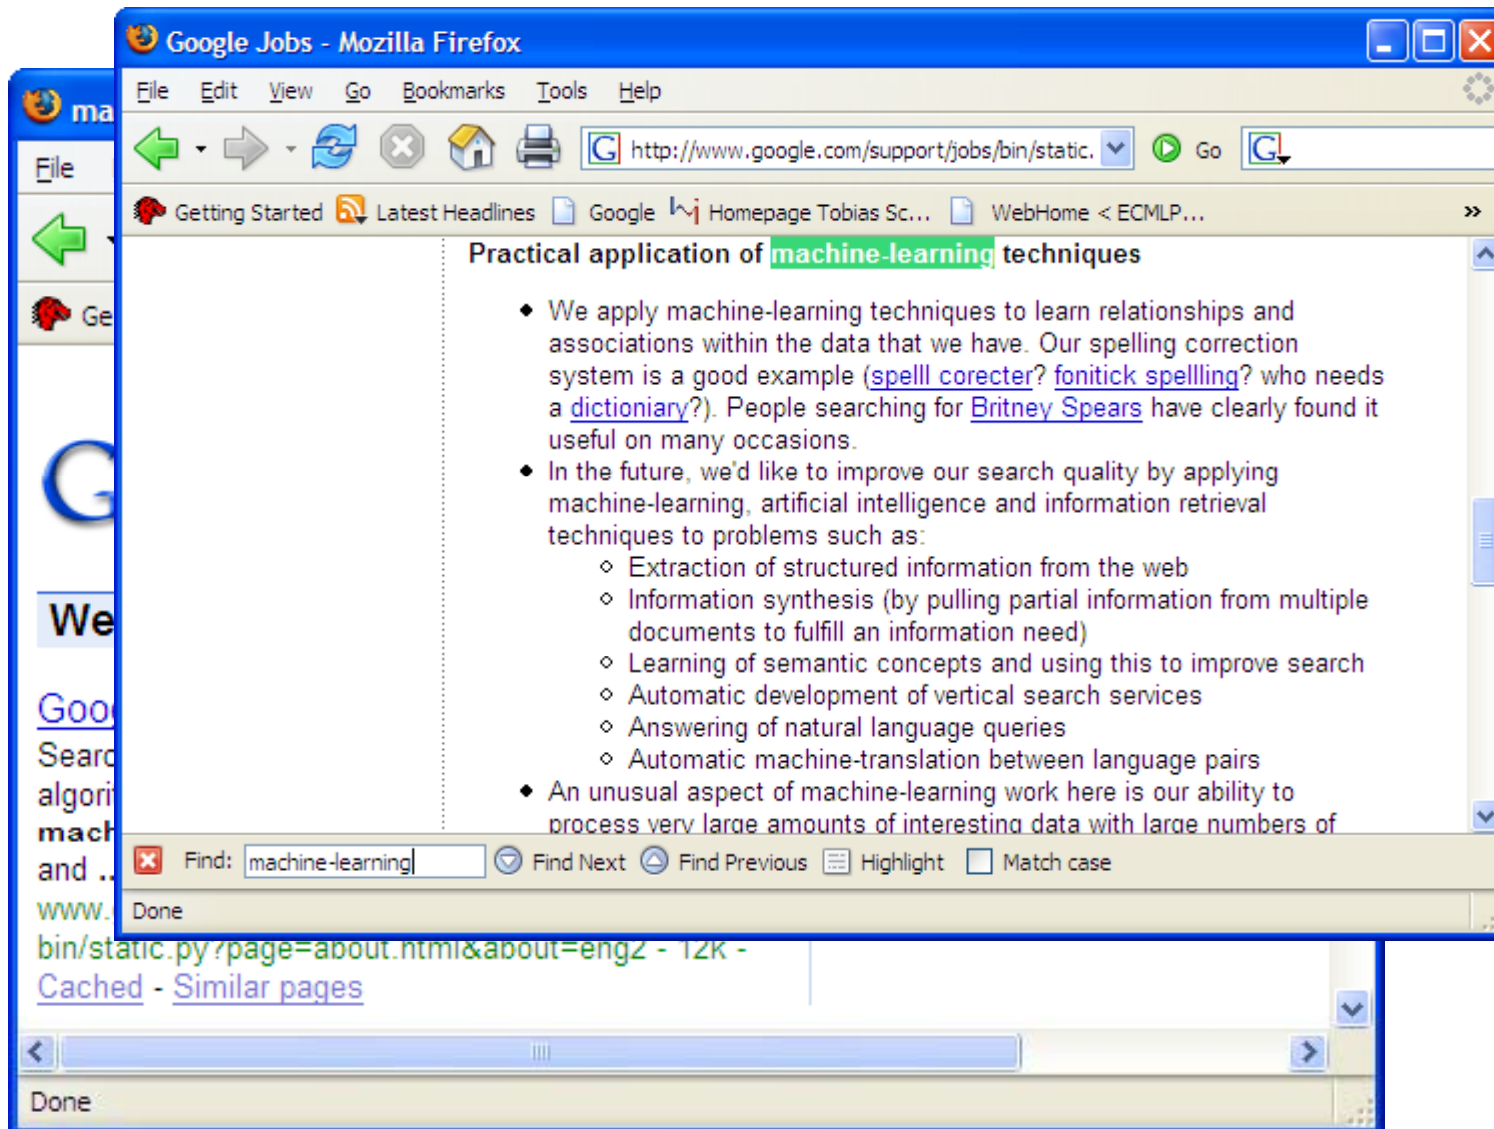 Google Jobs - Mozilla Firefox
File Edit View Go Bookmarks Tools Help
http://www.google.com/support/jobs/bin/static. Go G
Getting Started Latest Headlines Google Homepage Tobias Sc... WebHome < ECMLP... »
Practical application of machine-learning techniques
We apply machine-learning techniques to learn relationships and
associations within the data that we have. Our spelling correction
system is a good example (spelll corecter? fonitick spellling? who needs
a dictioniary?). People searching for Britney Spears have clearly found it
useful on many occasions.
In the future, we'd like to improve our search quality by applying
machine-learning, artificial intelligence and information retrieval
techniques to problems such as:
Extraction of structured information from the web
Information synthesis (by pulling partial information from multiple
documents to fulfill an information need)
Learning of semantic concepts and using this to improve search
Automatic development of vertical search services
Answering of natural language queries
Automatic machine-translation between language pairs
An unusual aspect of machine-learning work here is our ability to
process very large amounts of interesting data with large numbers of
Find: machine-learning Find Next Find Previous Highlight Match case
Done
ma
File
Ge
G
We
Goo
Searc
algorit
mach
and ..
www.
bin/static.py?page=about.html&about=eng2 - 12k -
Cached - Similar pages
Done